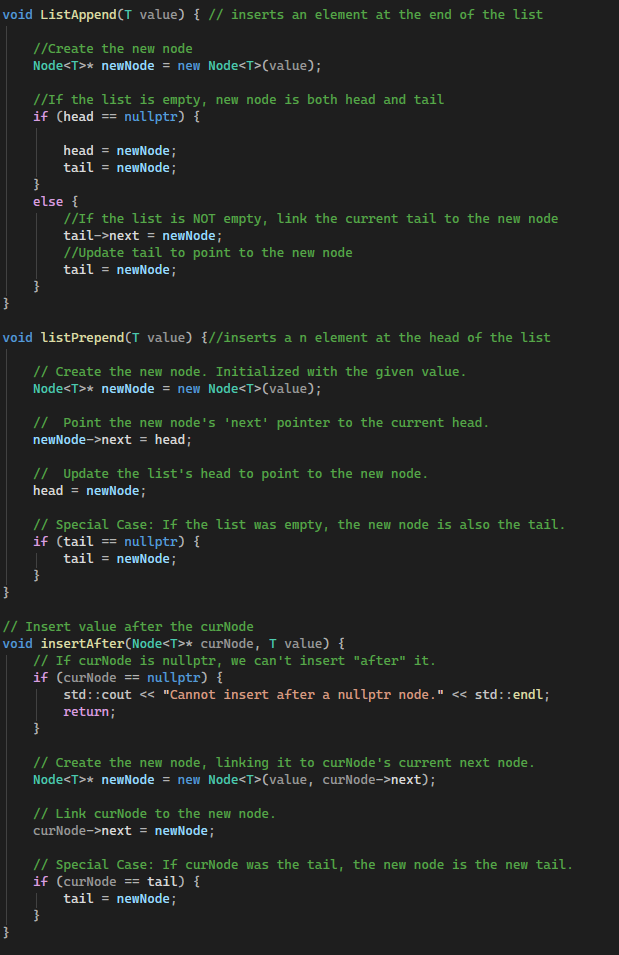 void ListAppend(T value) { // inserts an element at the end of the list
//Create the new node
Node<T>* newNode = new Node<T>(value);
//If the list is empty, new node is both head and tail
if (head == nullptr) {
head = newNode;
tail = newNode;
}
else {
//If the list is NOT empty, link the current tail to the new node
tail->next = newNode;
//Update tail to point to the new node
tail = newNode;
}
}
void listPrepend(T value) {//inserts a n element at the head of the list
// Create the new node. Initialized with the given value.
Node<T>* newNode = new Node<T>(value);
//  Point the new node's 'next' pointer to the current head.
newNode->next = head;
//  Update the list's head to point to the new node.
head = newNode;
// Special Case: If the list was empty, the new node is also the tail.
if (tail == nullptr) {
tail = newNode;
}
}
// Insert value after the curNode
void insertAfter(Node<T>* curNode, T value) {
// If curNode is nullptr, we can't insert "after" it.
if (curNode == nullptr) {
std::cout << "Cannot insert after a nullptr node." << std::endl;
return;
}
// Create the new node, linking it to curNode's current next node.
Node<T>* newNode = new Node<T>(value, curNode->next);
// Link curNode to the new node.
curNode->next = newNode;
// Special Case: If curNode was the tail, the new node is the new tail.
if (curNode == tail) {
tail = newNode;
}
}